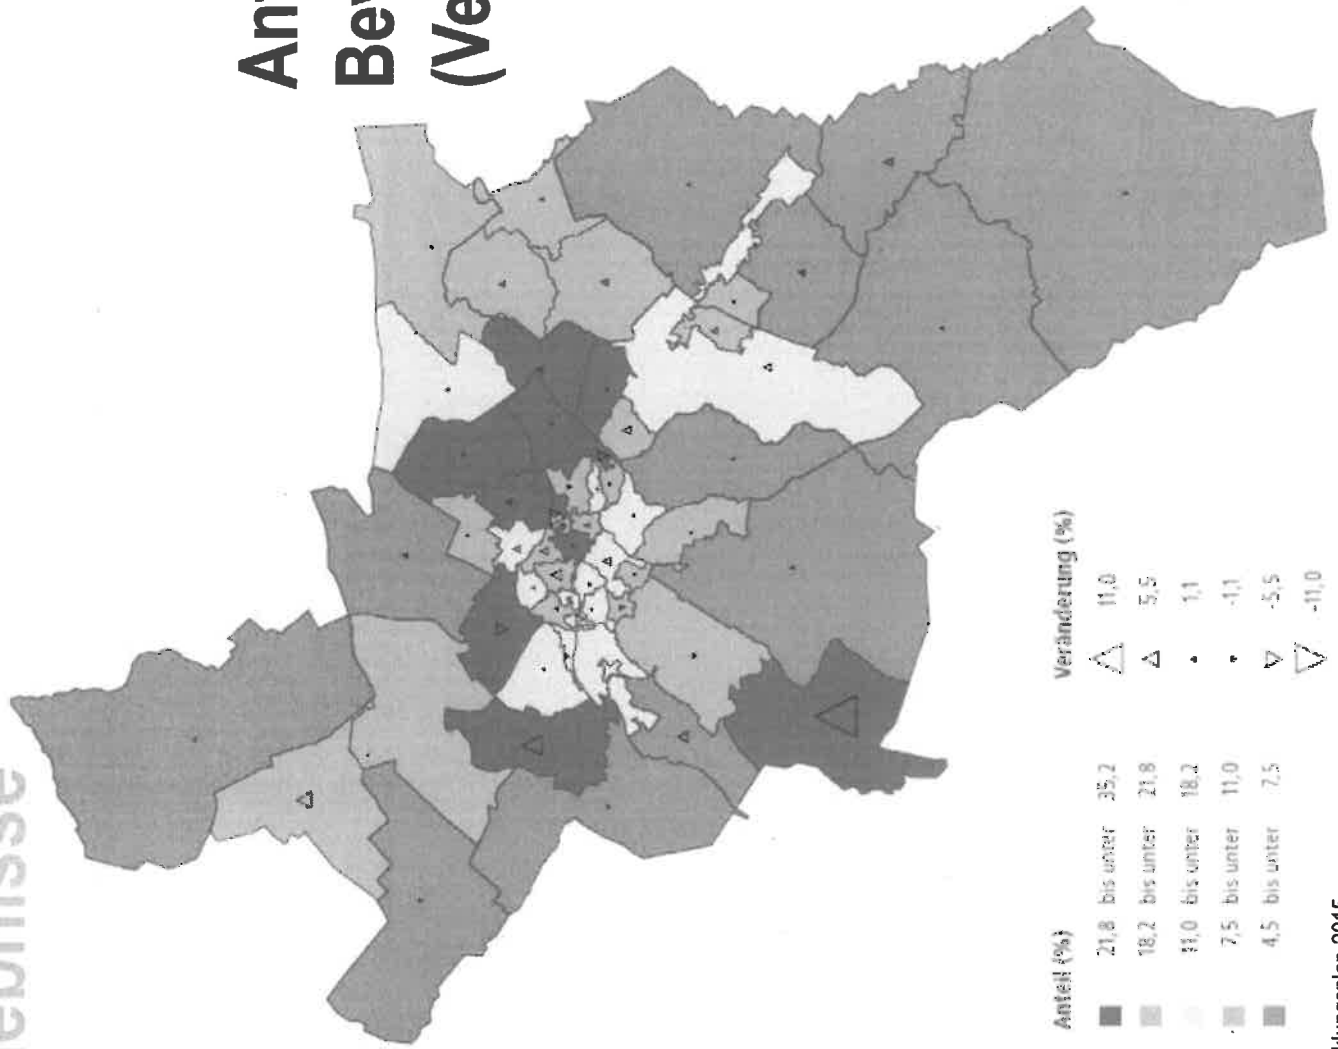 ebnisse
Ant
Bev
(Ve
Anteil (%) Veränderung (%)
21,8 bis unter 35,2 11,0
18,2 bis unter 21,8 5,5
11,0 bis unter 18,2 1,1
7,5 bis unter 11,0 -1,1
4,5 bis unter 7,5 -5,5
-11,0
2015